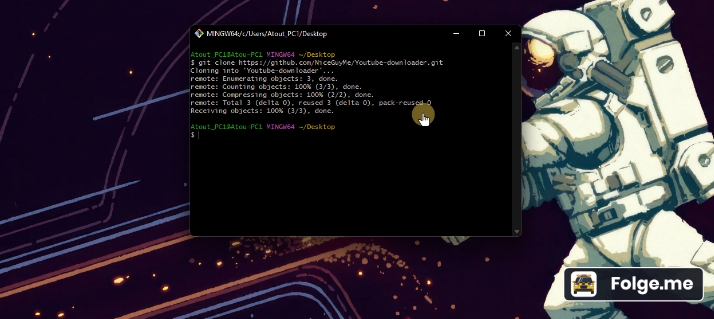 MINGW64:/c/Users/Atout_PC1/Desktop
Atout_PC1@Atou-PC1 MINGW64 ~/Desktop
$ git clone https://github.com/NiceGuyMe/Youtube-downloader.git
Cloning into 'Youtube-downloader'...
remote: Enumerating objects: 3, done.
remote: Counting objects: 100% (3/3), done.
remote: Compressing objects: 100% (2/2), done.
remote: Total 3 (delta 0), reused 3 (delta 0), pack-reused 0
Receiving objects: 100% (3/3), done.
Atout_PC1@Atou-PC1 MINGW64 ~/Desktop
$
Folge.me